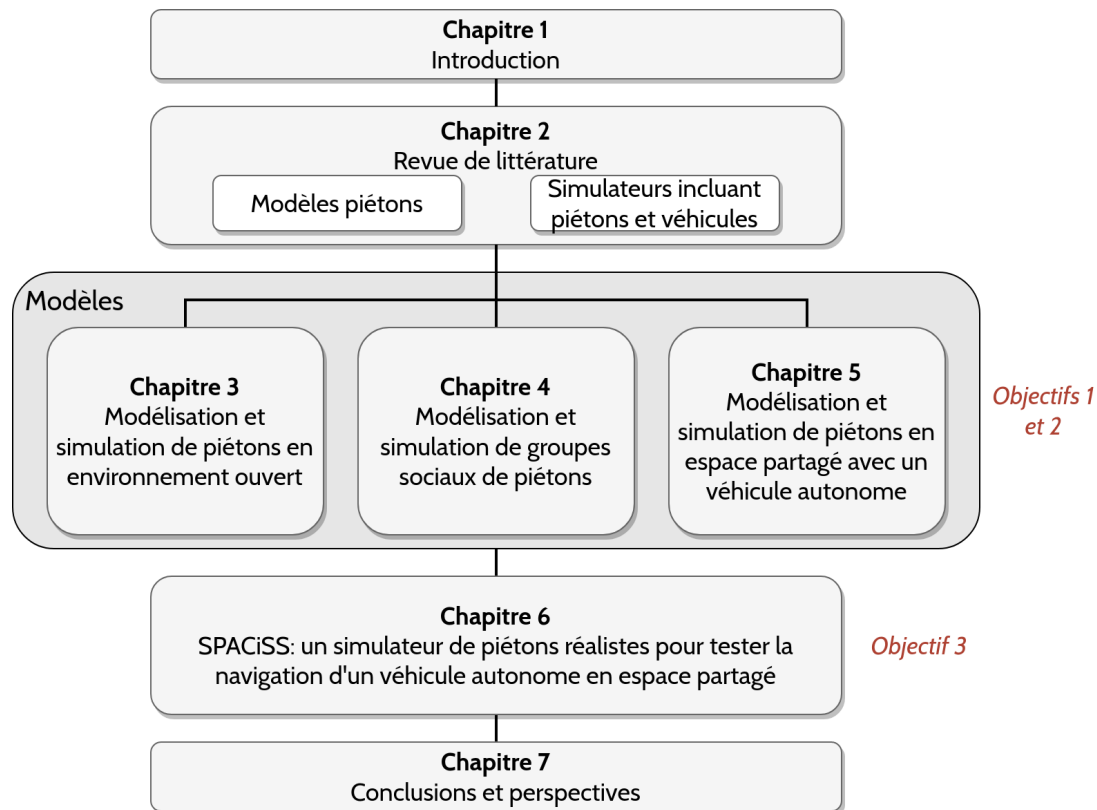 Chapitre 1
Introduction
Chapitre 2
Revue de littérature
Modèles piétons
Simulateurs incluant
piétons et véhicules
Modèles
Chapitre 3
Modélisation et
simulation de piétons en
environnement ouvert
Chapitre 4
Modélisation et
simulation de groupes
sociaux de piétons
Chapitre 5
Modélisation et
simulation de piétons en
espace partagé avec un
véhicule autonome
Objectifs 1
et 2
Chapitre 6
SPACiSS: un simulateur de piétons réalistes pour tester la
navigation d'un véhicule autonome en espace partagé
Objectif 3
Chapitre 7
Conclusions et perspectives